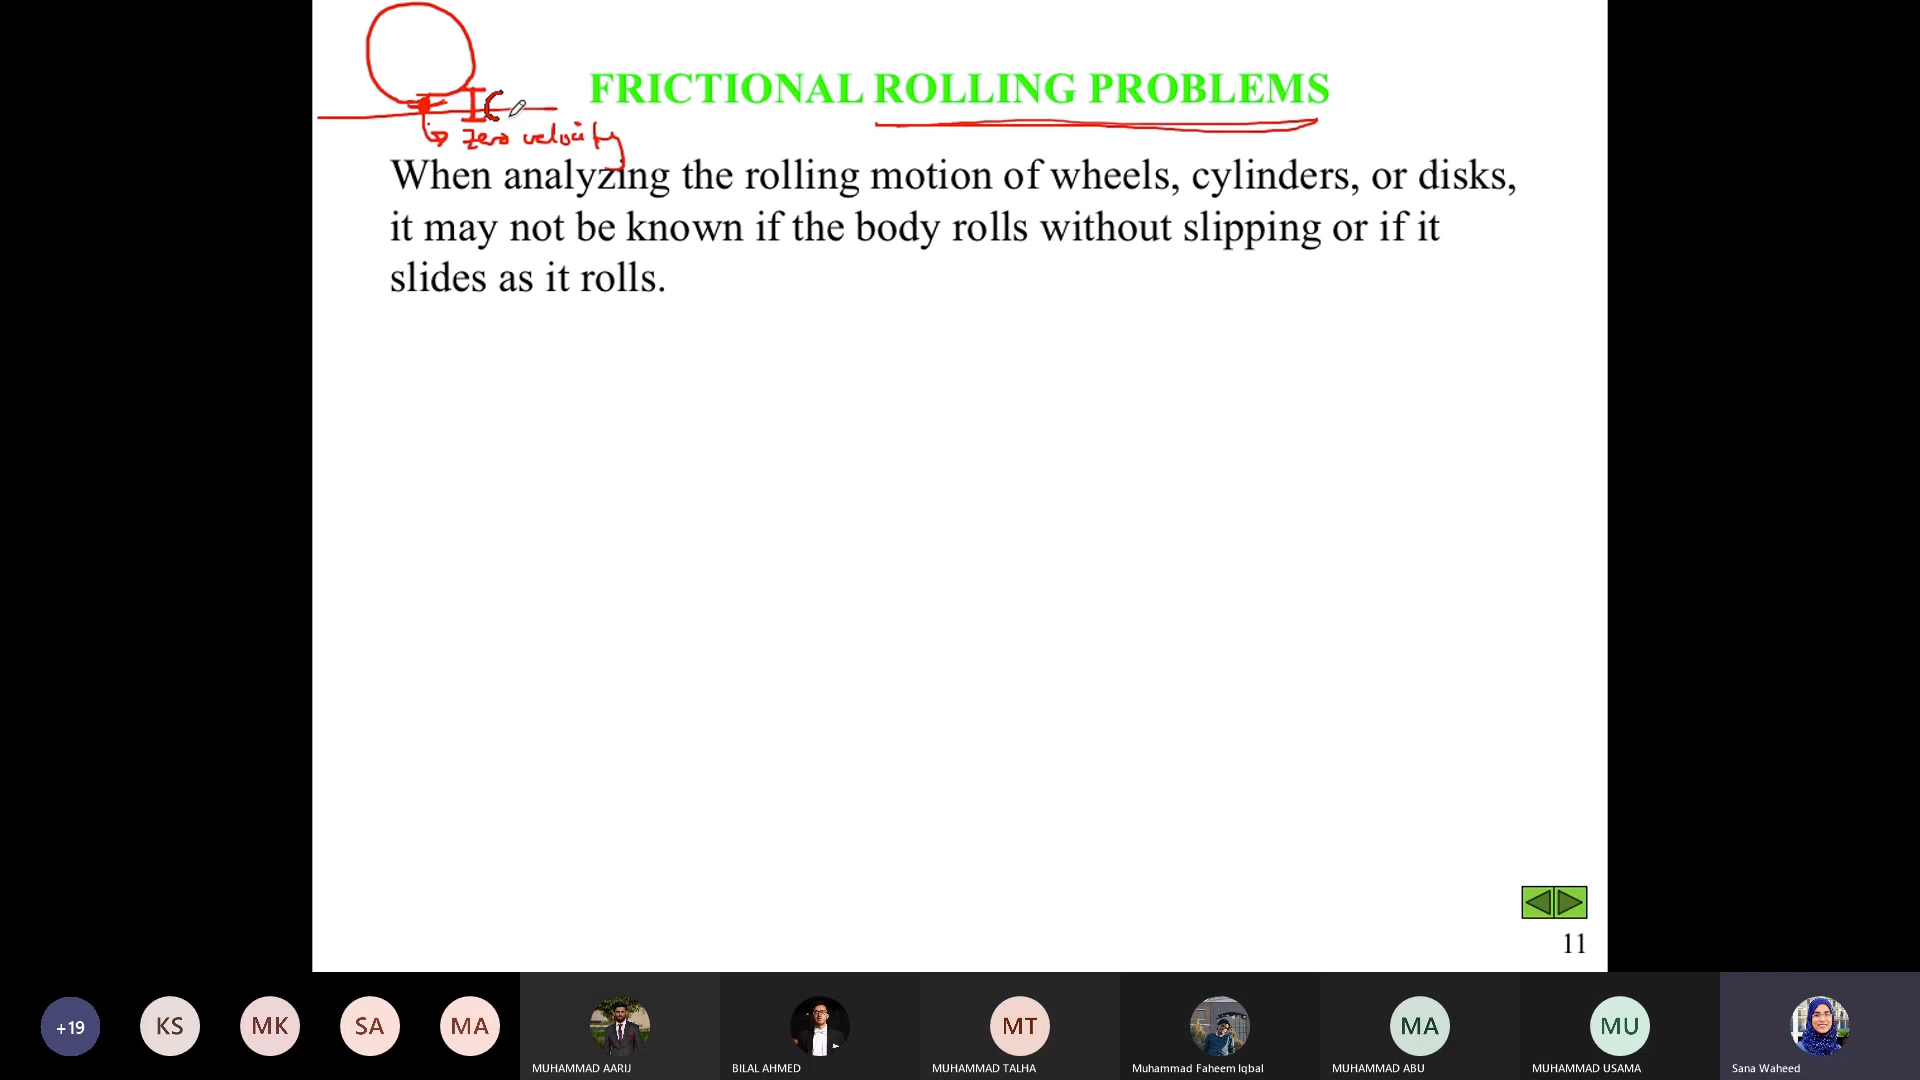 FRICTIONAL ROLLING PROBLEMS
IC
zero velocity
When analyzing the rolling motion of wheels, cylinders, or disks,
it may not be known if the body rolls without slipping or if it
slides as it rolls.
11
+19
KS
MK
SA
MA
MT
MA
MU
MUHAMMAD AARIJ
BILAL AHMED
MUHAMMAD TALHA
Muhammad Faheem Iqbal
MUHAMMAD ABU
MUHAMMAD USAMA
Sana Waheed